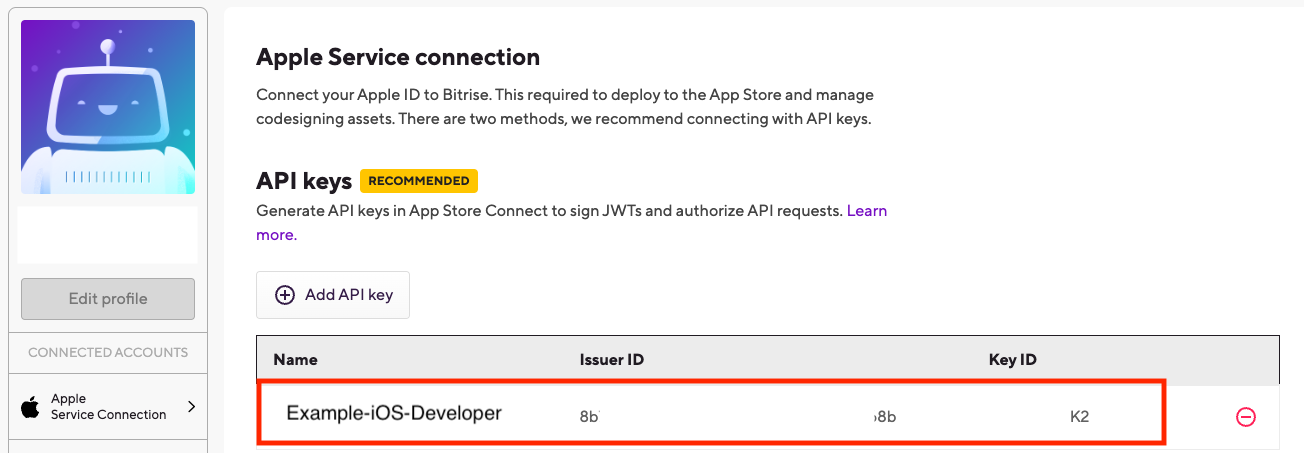 Apple Service connection
Connect your Apple ID to Bitrise. This required to deploy to the App Store and manage
codesigning assets. There are two methods, we recommend connecting with API keys.
API keys RECOMMENDED
Generate API keys in App Store Connect to sign JWTs and authorize API requests. Learn
more.
Add API key
Name Issuer ID Key ID
Example-iOS-Developer 8b 8b K2
Edit profile
CONNECTED ACCOUNTS
Apple
Service Connection